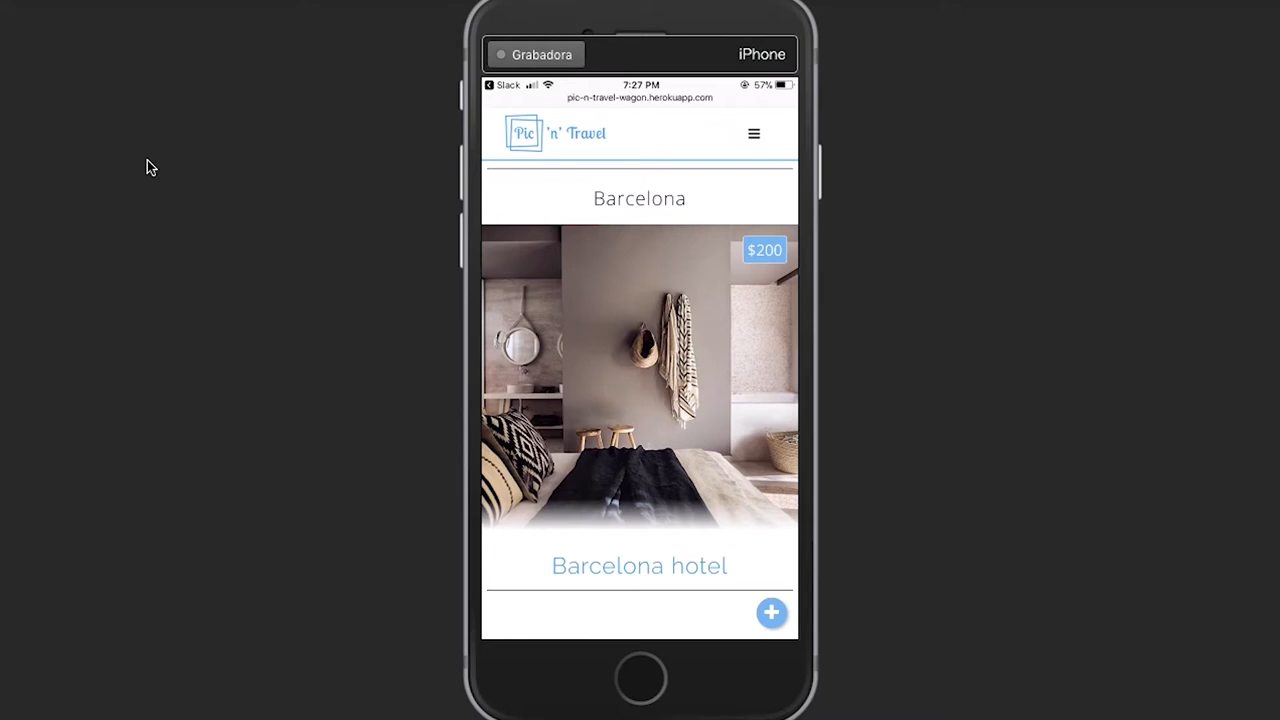 Grabadora
iPhone
Slack
7:27 PM
57%
pic-n-travel-wagon.herokuapp.com
Pic 'n' Travel
Barcelona
$200
Barcelona hotel